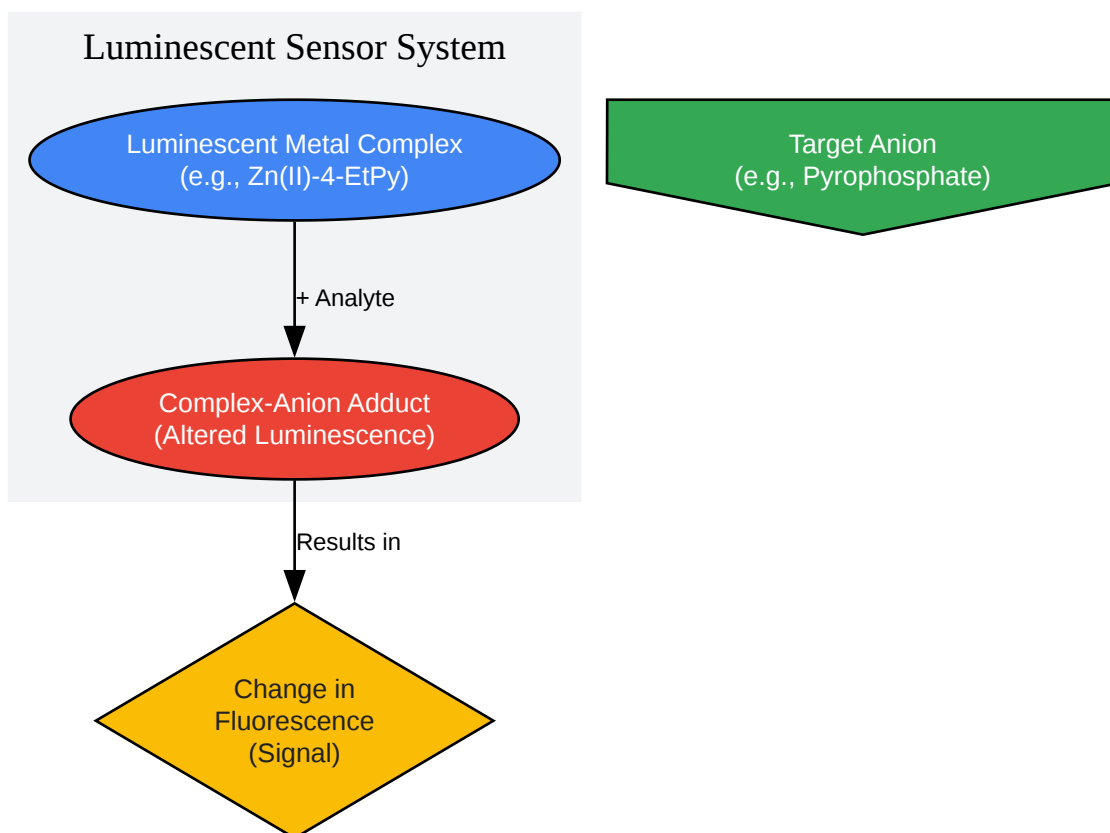 Luminescent Sensor System
Luminescent Metal Complex
(e.g., Zn(II)-4-EtPy)
Target Anion
(e.g., Pyrophosphate)
+ Analyte
Complex-Anion Adduct
(Altered Luminescence)
Results in
Change in
Fluorescence
(Signal)